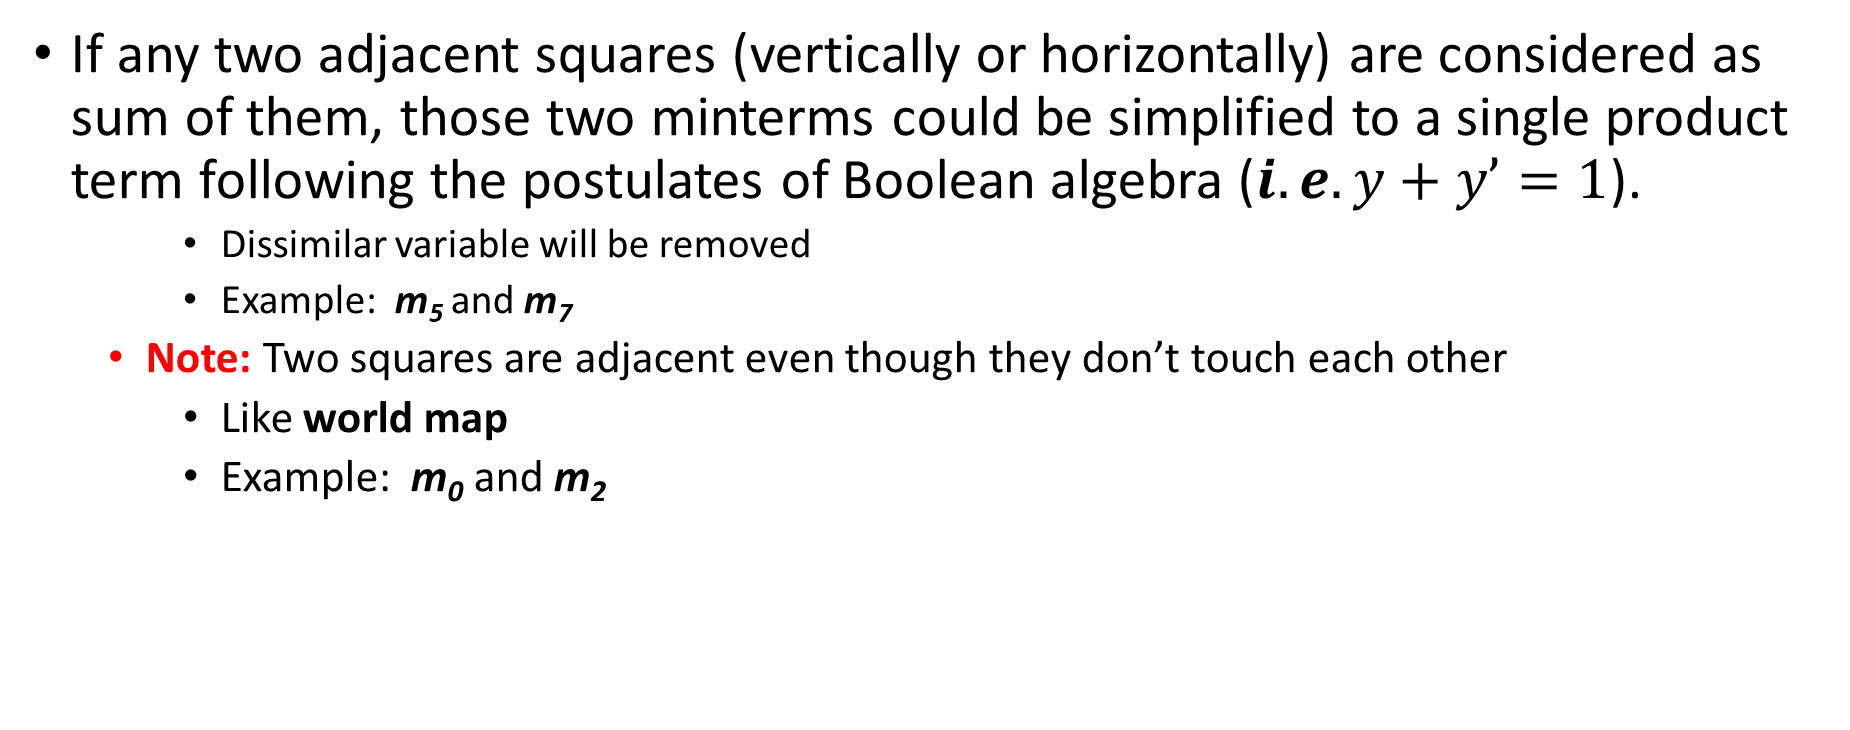 • If any two adjacent squares (vertically or horizontally) are considered as
sum of them, those two minterms could be simplified to a single product
term following the postulates of Boolean algebra (i.e. y + y’ = 1).
• Dissimilar variable will be removed
• Example: m₅ and m₇
• Note: Two squares are adjacent even though they don’t touch each other
• Like world map
• Example: m₀ and m₂